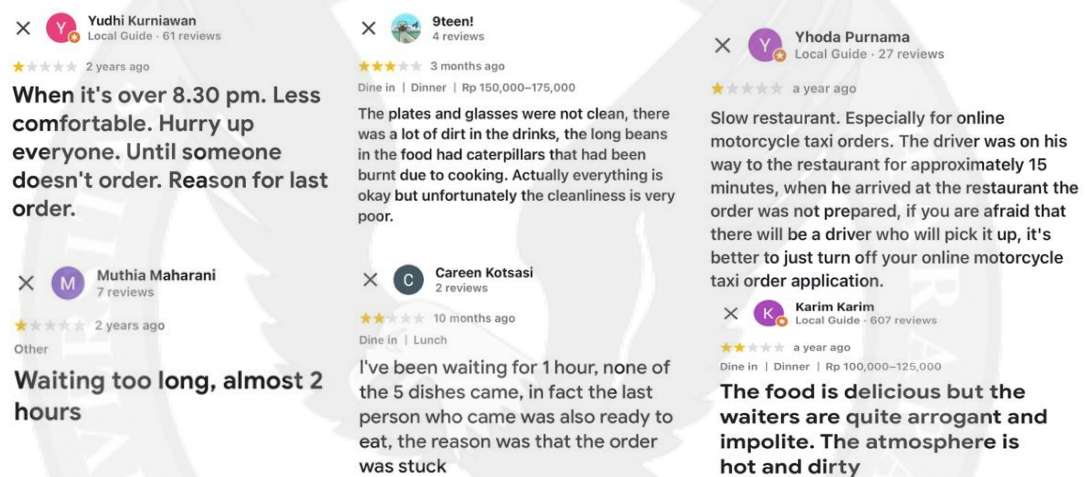 Yudhi Kurniawan
Local Guide · 61 reviews
2 years ago
When it's over 8.30 pm. Less
comfortable. Hurry up
everyone. Until someone
doesn't order. Reason for last
order.
M
Muthia Maharani
7 reviews
2 years ago
Other
Waiting too long, almost 2
hours
9teen!
4 reviews
3 months ago
Dine in | Dinner | Rp 150,000–175,000
The plates and glasses were not clean, there
was a lot of dirt in the drinks, the long beans
in the food had caterpillars that had been
burnt due to cooking. Actually everything is
okay but unfortunately the cleanliness is very
poor.
C
Careen Kotsasi
2 reviews
10 months ago
Dine in | Lunch
I've been waiting for 1 hour, none of
the 5 dishes came, in fact the last
person who came was also ready to
eat, the reason was that the order
was stuck
Y
Yhoda Purnama
Local Guide · 27 reviews
a year ago
Slow restaurant. Especially for online
motorcycle taxi orders. The driver was on his
way to the restaurant for approximately 15
minutes, when he arrived at the restaurant the
order was not prepared, if you are afraid that
there will be a driver who will pick it up, it's
better to just turn off your online motorcycle
taxi order application.
K
Karim Karim
Local Guide · 607 reviews
a year ago
Dine in | Dinner | Rp 100,000–125,000
The food is delicious but the
waiters are quite arrogant and
impolite. The atmosphere is
hot and dirty